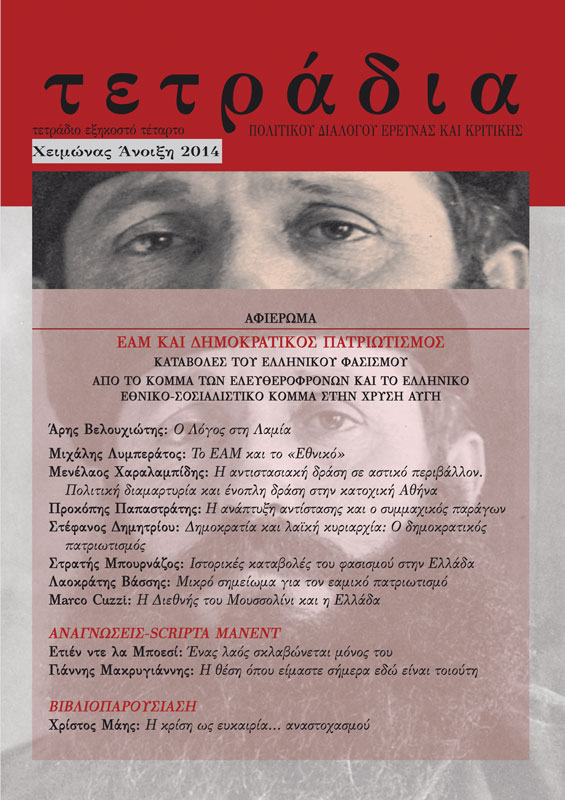 τετράδια
τετράδιο εξηκοστό τέταρτο
ΠΟΛΙΤΙΚΟΥ ΔΙΑΛΟΓΟΥ ΕΡΕΥΝΑΣ ΚΑΙ ΚΡΙΤΙΚΗΣ
Χειμώνας Άνοιξη 2014
ΑΦΙΕΡΩΜΑ
ΕΑΜ ΚΑΙ ΔΗΜΟΚΡΑΤΙΚΟΣ ΠΑΤΡΙΩΤΙΣΜΟΣ
ΚΑΤΑΒΟΛΕΣ ΤΟΥ ΕΛΛΗΝΙΚΟΥ ΦΑΣΙΣΜΟΥ
ΑΠΟ ΤΟ ΚΟΜΜΑ ΤΩΝ ΕΛΕΥΘΕΡΟΦΡΟΝΩΝ ΚΑΙ ΤΟ ΕΛΛΗΝΙΚΟ
ΕΘΝΙΚΟ-ΣΟΣΙΑΛΙΣΤΙΚΟ ΚΟΜΜΑ ΣΤΗΝ ΧΡΥΣΗ ΑΥΓΗ
Άρης Βελουχιώτης: Ο Λόγος στη Λαμία
Μιχάλης Λυμπεράτος: Το ΕΑΜ και το «Εθνικό»
Μενέλαος Χαραλαμπίδης: Η αντιστασιακή δράση σε αστικό περιβάλλον.
Πολιτική διαμαρτυρία και ένοπλη δράση στην κατοχική Αθήνα
Προκόπης Παπαστράτης: Η ανάπτυξη αντίστασης και ο συμμαχικός παράγων
Στέφανος Δημητρίου: Δημοκρατία και λαϊκή κυριαρχία: Ο δημοκρατικός
πατριωτισμός
Στρατής Μπουρνάζος: Ιστορικές καταβολές του φασισμού στην Ελλάδα
Λαοκράτης Βάσσης: Μικρό σημείωμα για τον εαμικό πατριωτισμό
Marco Cuzzi: Η Διεθνής του Μουσσολίνι και η Ελλάδα
ΑΝΑΓΝΩΣΕΙΣ-SCRIPTA MANENT
Ετιέν ντε λα Μποεσί: Ένας λαός σκλαβώνεται μόνος του
Γιάννης Μακρυγιάννης: Η θέση όπου είμαστε σήμερα εδώ είναι τοιούτη
ΒΙΒΛΙΟΠΑΡΟΥΣΙΑΣΗ
Χρίστος Μάης: Η κρίση ως ευκαιρία... αναστοχασμού